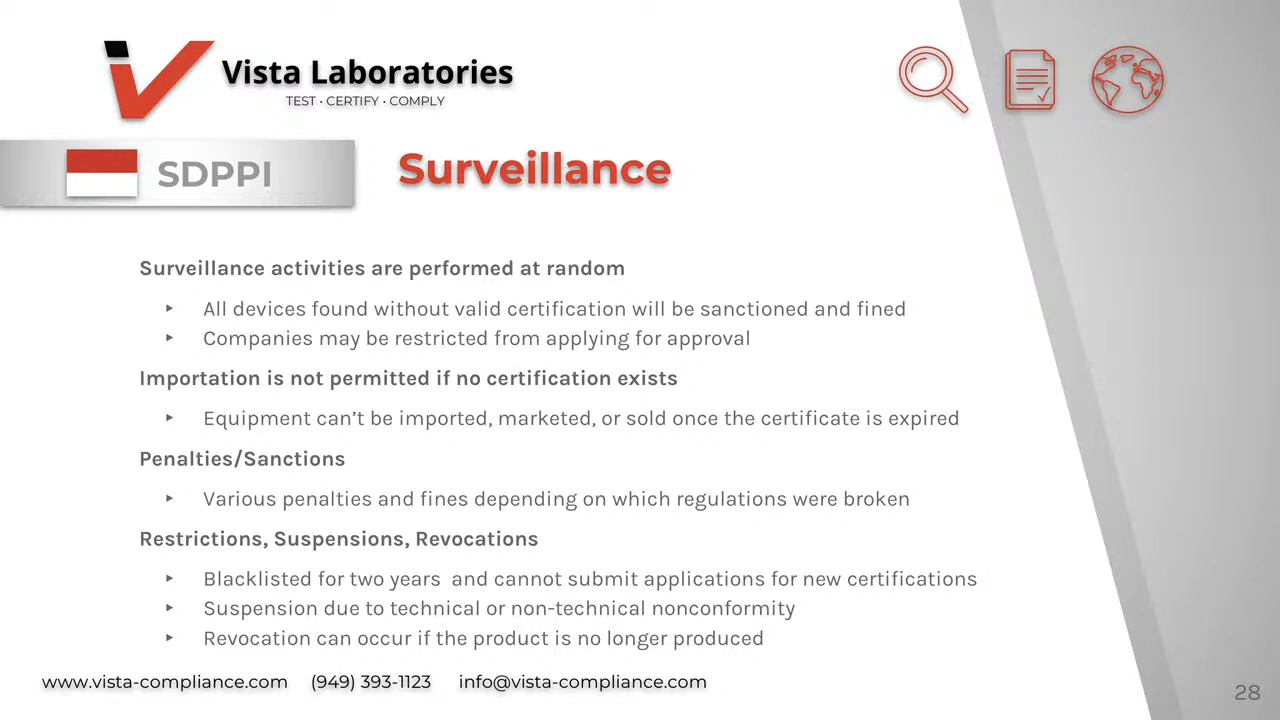 Vista Laboratories
TEST · CERTIFY · COMPLY
SDPPI
Surveillance
Surveillance activities are performed at random
‣ All devices found without valid certification will be sanctioned and fined
‣ Companies may be restricted from applying for approval
Importation is not permitted if no certification exists
‣ Equipment can’t be imported, marketed, or sold once the certificate is expired
Penalties/Sanctions
‣ Various penalties and fines depending on which regulations were broken
Restrictions, Suspensions, Revocations
‣ Blacklisted for two years  and cannot submit applications for new certifications
‣ Suspension due to technical or non-technical nonconformity
‣ Revocation can occur if the product is no longer produced
www.vista-compliance.com (949) 393-1123 info@vista-compliance.com
28